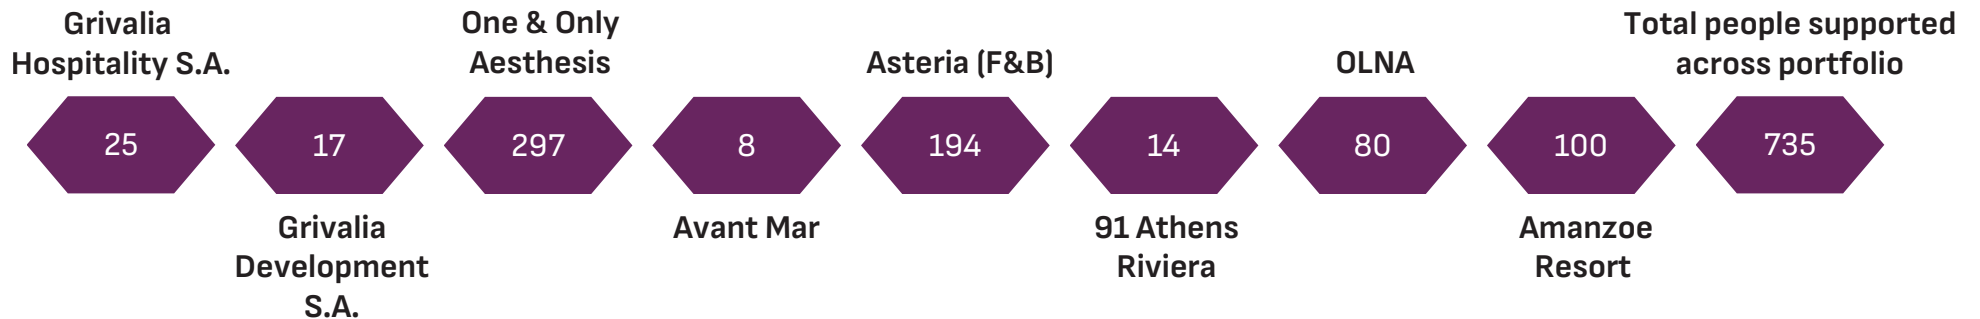 Grivalia
Hospitality S.A.
25
17
Grivalia
Development
S.A.
One & Only
Aesthesis
297
8
Avant Mar
Asteria (F&B)
194
14
91 Athens
Riviera
OLNA
80
100
Amanzoe
Resort
Total people supported
across portfolio
735